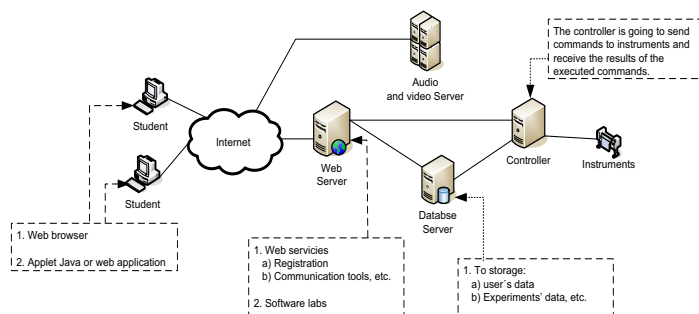 The controller is going to send
commands to instruments and
receive the results of the
executed commands.
Audio
and video Server
Student
Internet
Web
Server
Controller
Instruments
Student
Databse
Server
1. Web browser
2. Applet Java or web application
1. Web servicies
a) Registration
b) Communication tools, etc.
2. Software labs
1. To storage:
a) user´s data
b) Experiments’ data, etc.